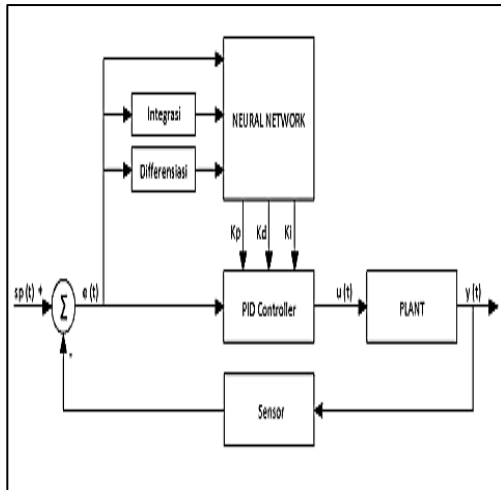 Integrasi
NEURAL NETWORK
Differensiasi
Kp Kd Ki
sp (t) + Σ e (t)
PID Controller
u (t)
PLANT
y (t)
-
Sensor